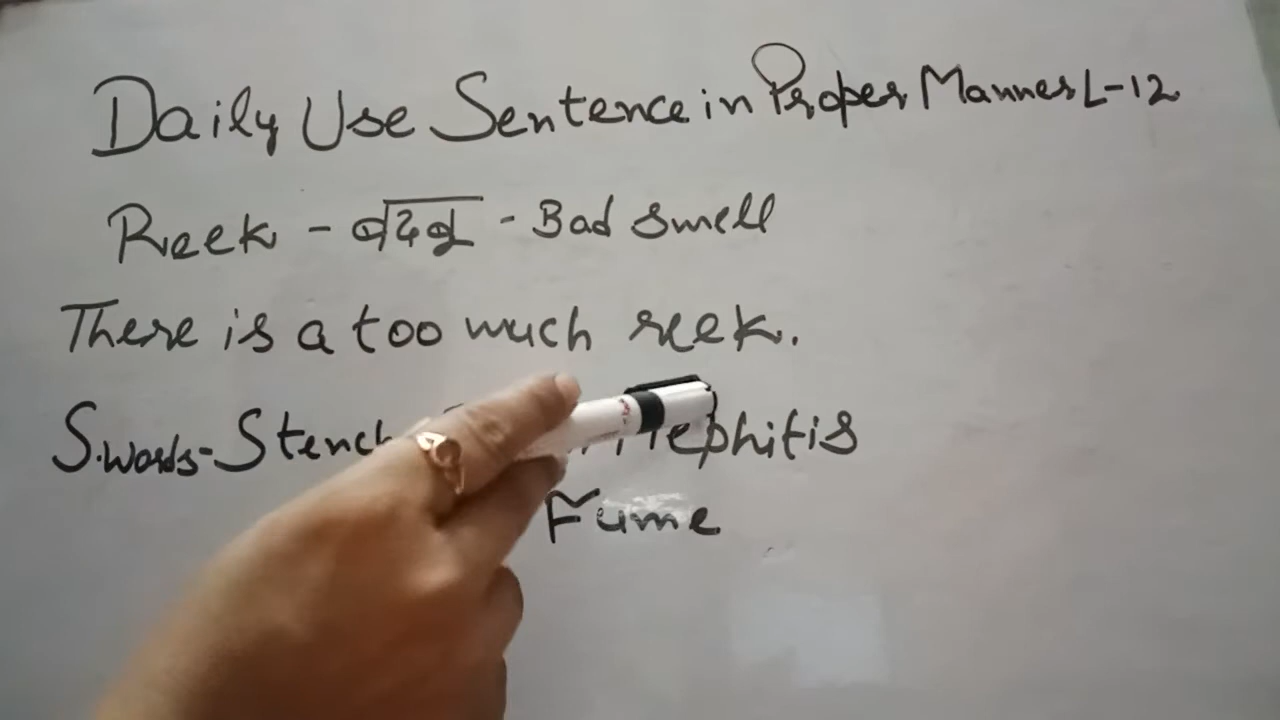 Daily Use Sentence in Proper Manner L-12
Reek - बदबू - Bad smell
There is a too much reek.
S.words- Stench Mephitis
Fume